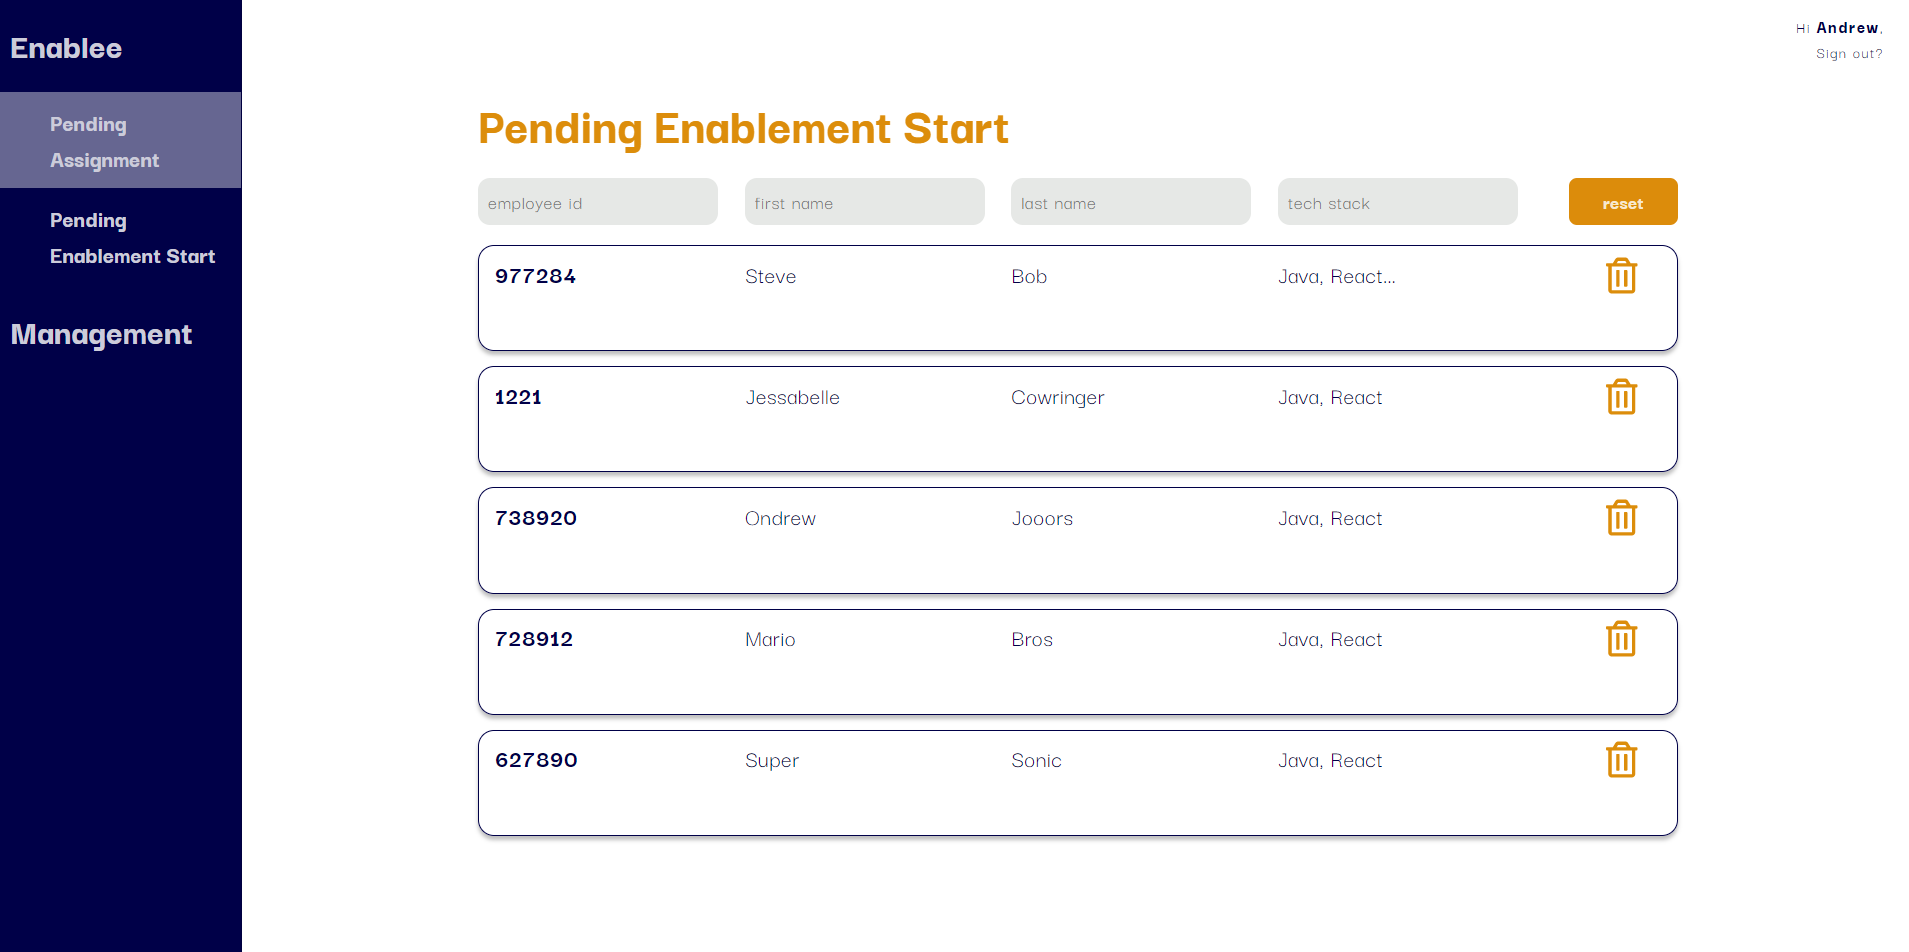 Enablee
Pending
Assignment
Pending
Enablement Start
Management
Hi Andrew,
Sign out?
Pending Enablement Start
employee id first name last name tech stack reset
977284 Steve Bob Java, React...
1221 Jessabelle Cowringer Java, React
738920 Ondrew Jooors Java, React
728912 Mario Bros Java, React
627890 Super Sonic Java, React